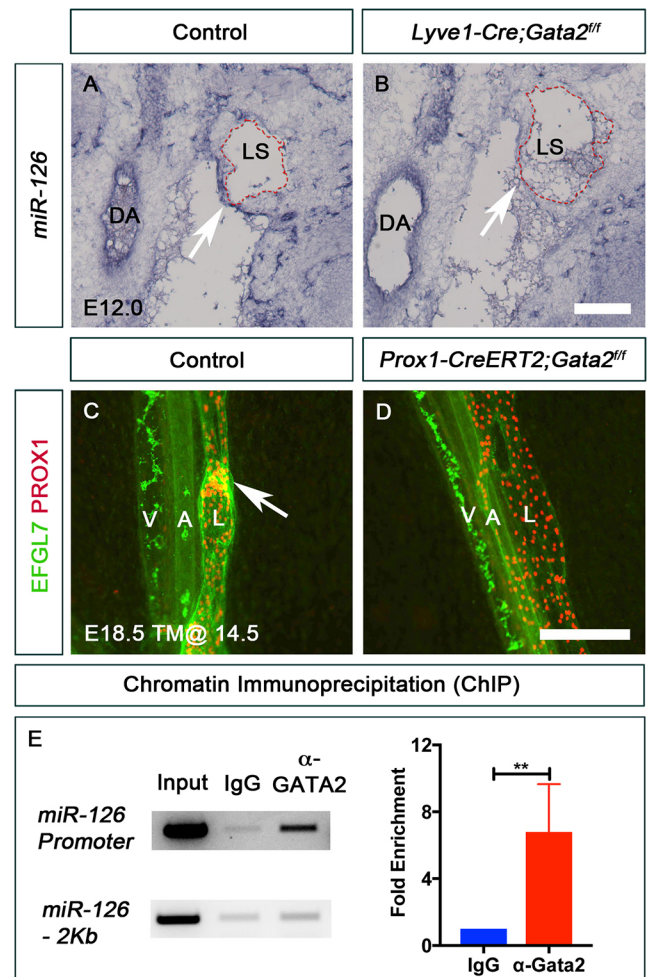 Control
Lyve1-Cre;Gata2f/f
miR-126
A
LS
DA
E12.0
B
LS
DA
Control
Prox1-CreERT2;Gata2f/f
EFGL7 PROX1
C
V
A
L
E18.5 TM@ 14.5
D
V
A
L
Chromatin Immunoprecipitation (ChIP)
E
Input
IgG
α-
GATA2
miR-126
Promoter
miR-126
- 2Kb
Fold Enrichment
12
8
4
0
**
IgG
α-Gata2